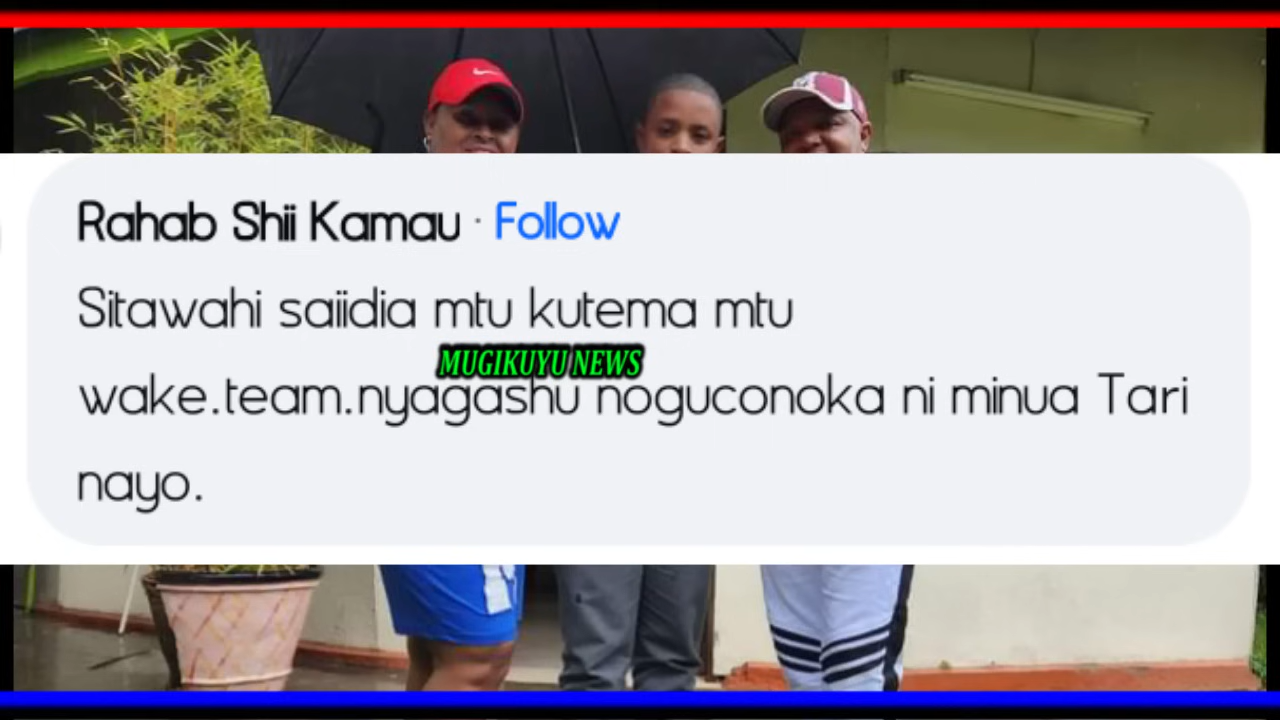 Rahab Shii Kamau · Follow
Sitawahi saiidia mtu kutema mtu
MUGIKUYU NEWS
wake.team.nyagashu noguconoka ni minua Tari
nayo.